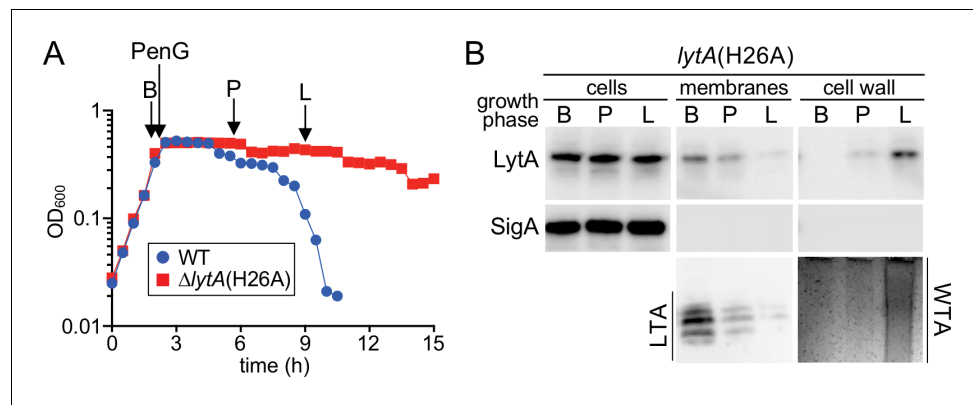 A
PenG
B
P
L
1
0.1
0.01
OD600
WT
ΔlytA(H26A)
0
3
6
9
12
15
time (h)
B
lytA(H26A)
cells
membranes
cell wall
growth
phase
B P L B P L B P L
LytA
SigA
LTA
WTA